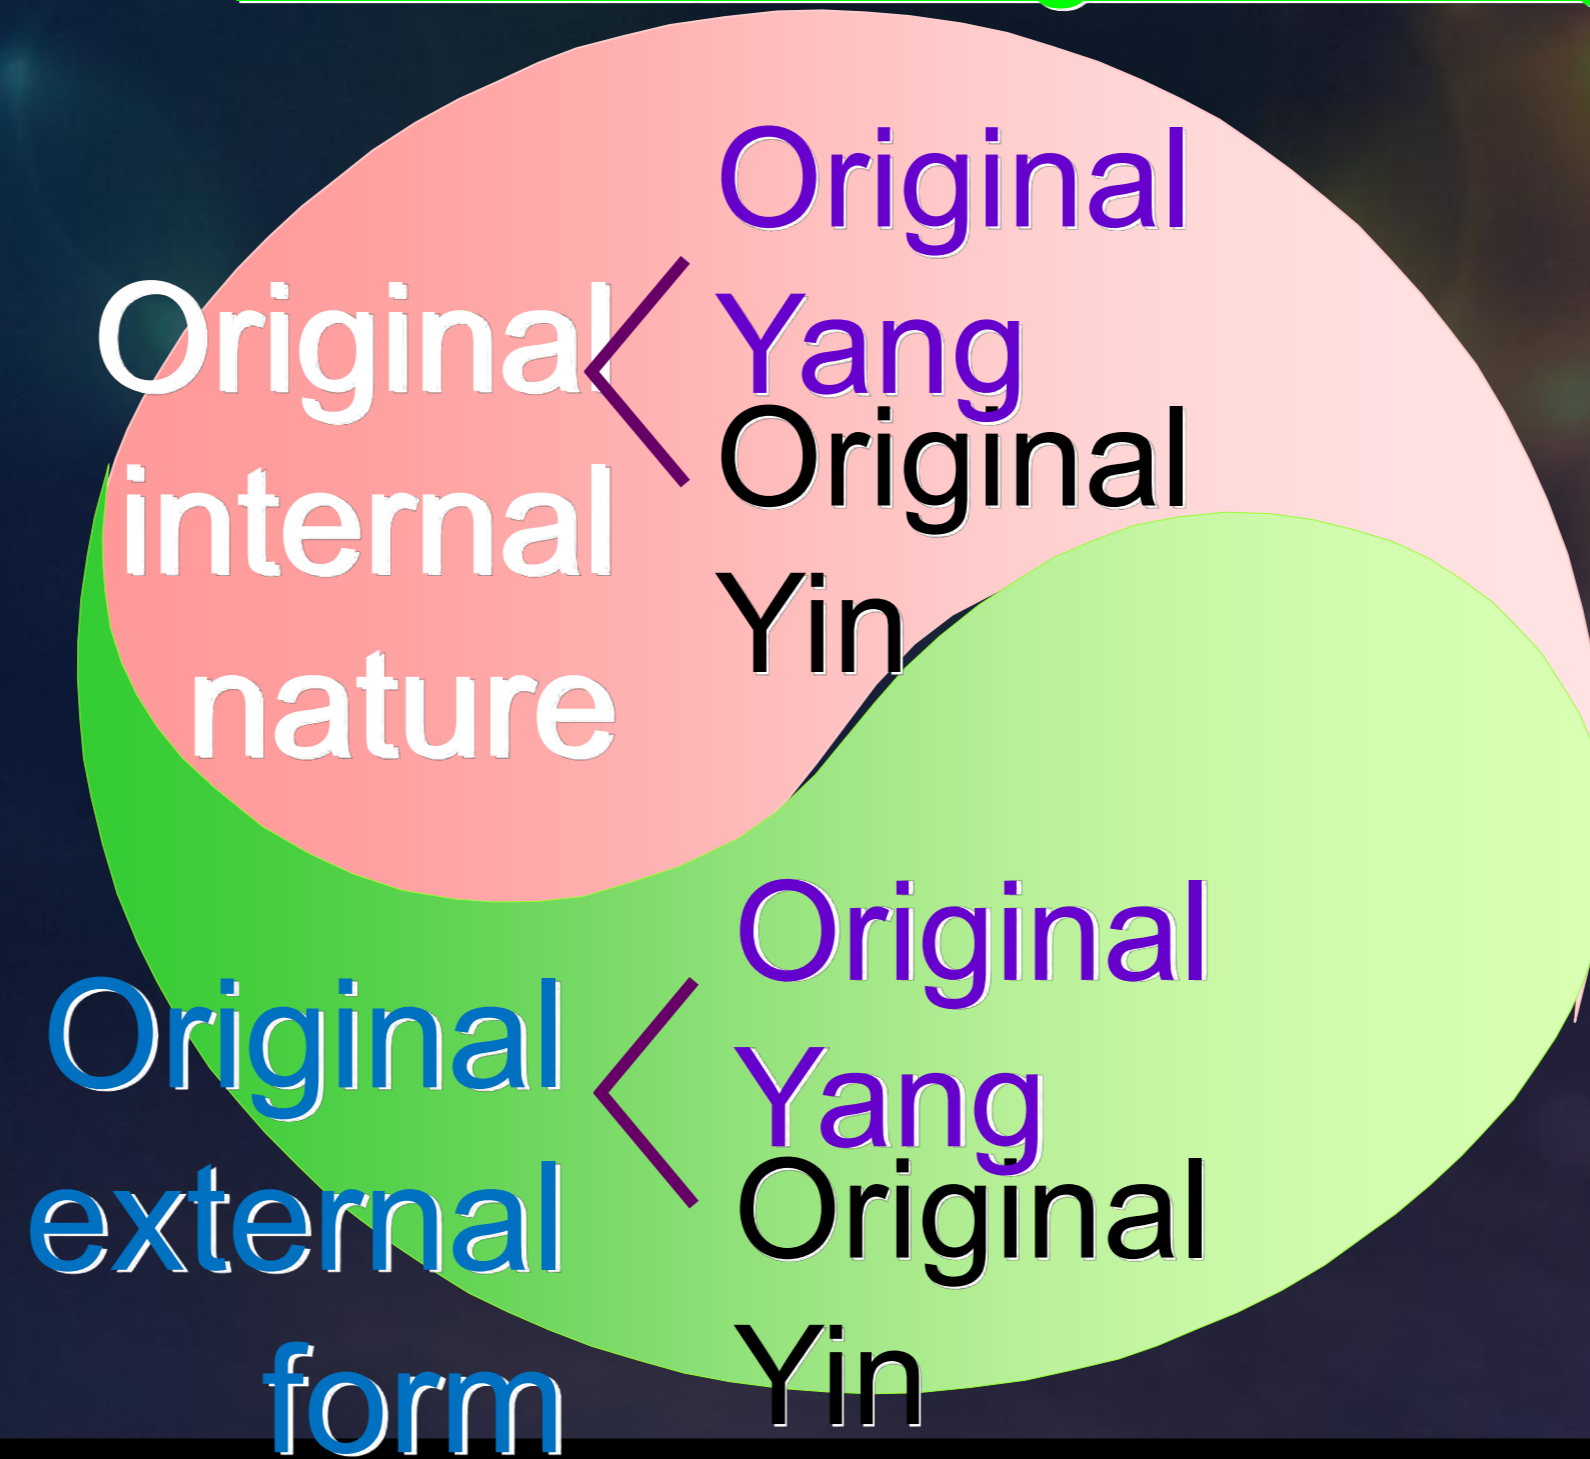 Original
Yang
Original
internal
nature
Original
Yin
Original
Yang
Original
external
form
Original
Yin